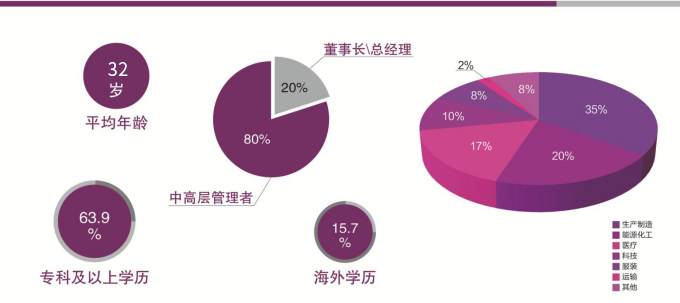 32
岁
平均年龄
董事长\总经理
20%
80%
中高层管理者
63.9
%
专科及以上学历
15.7
%
海外学历
2%
8%
8%
35%
10%
17%
20%
生产制造
能源化工
医疗
科技
服装
运输
其他